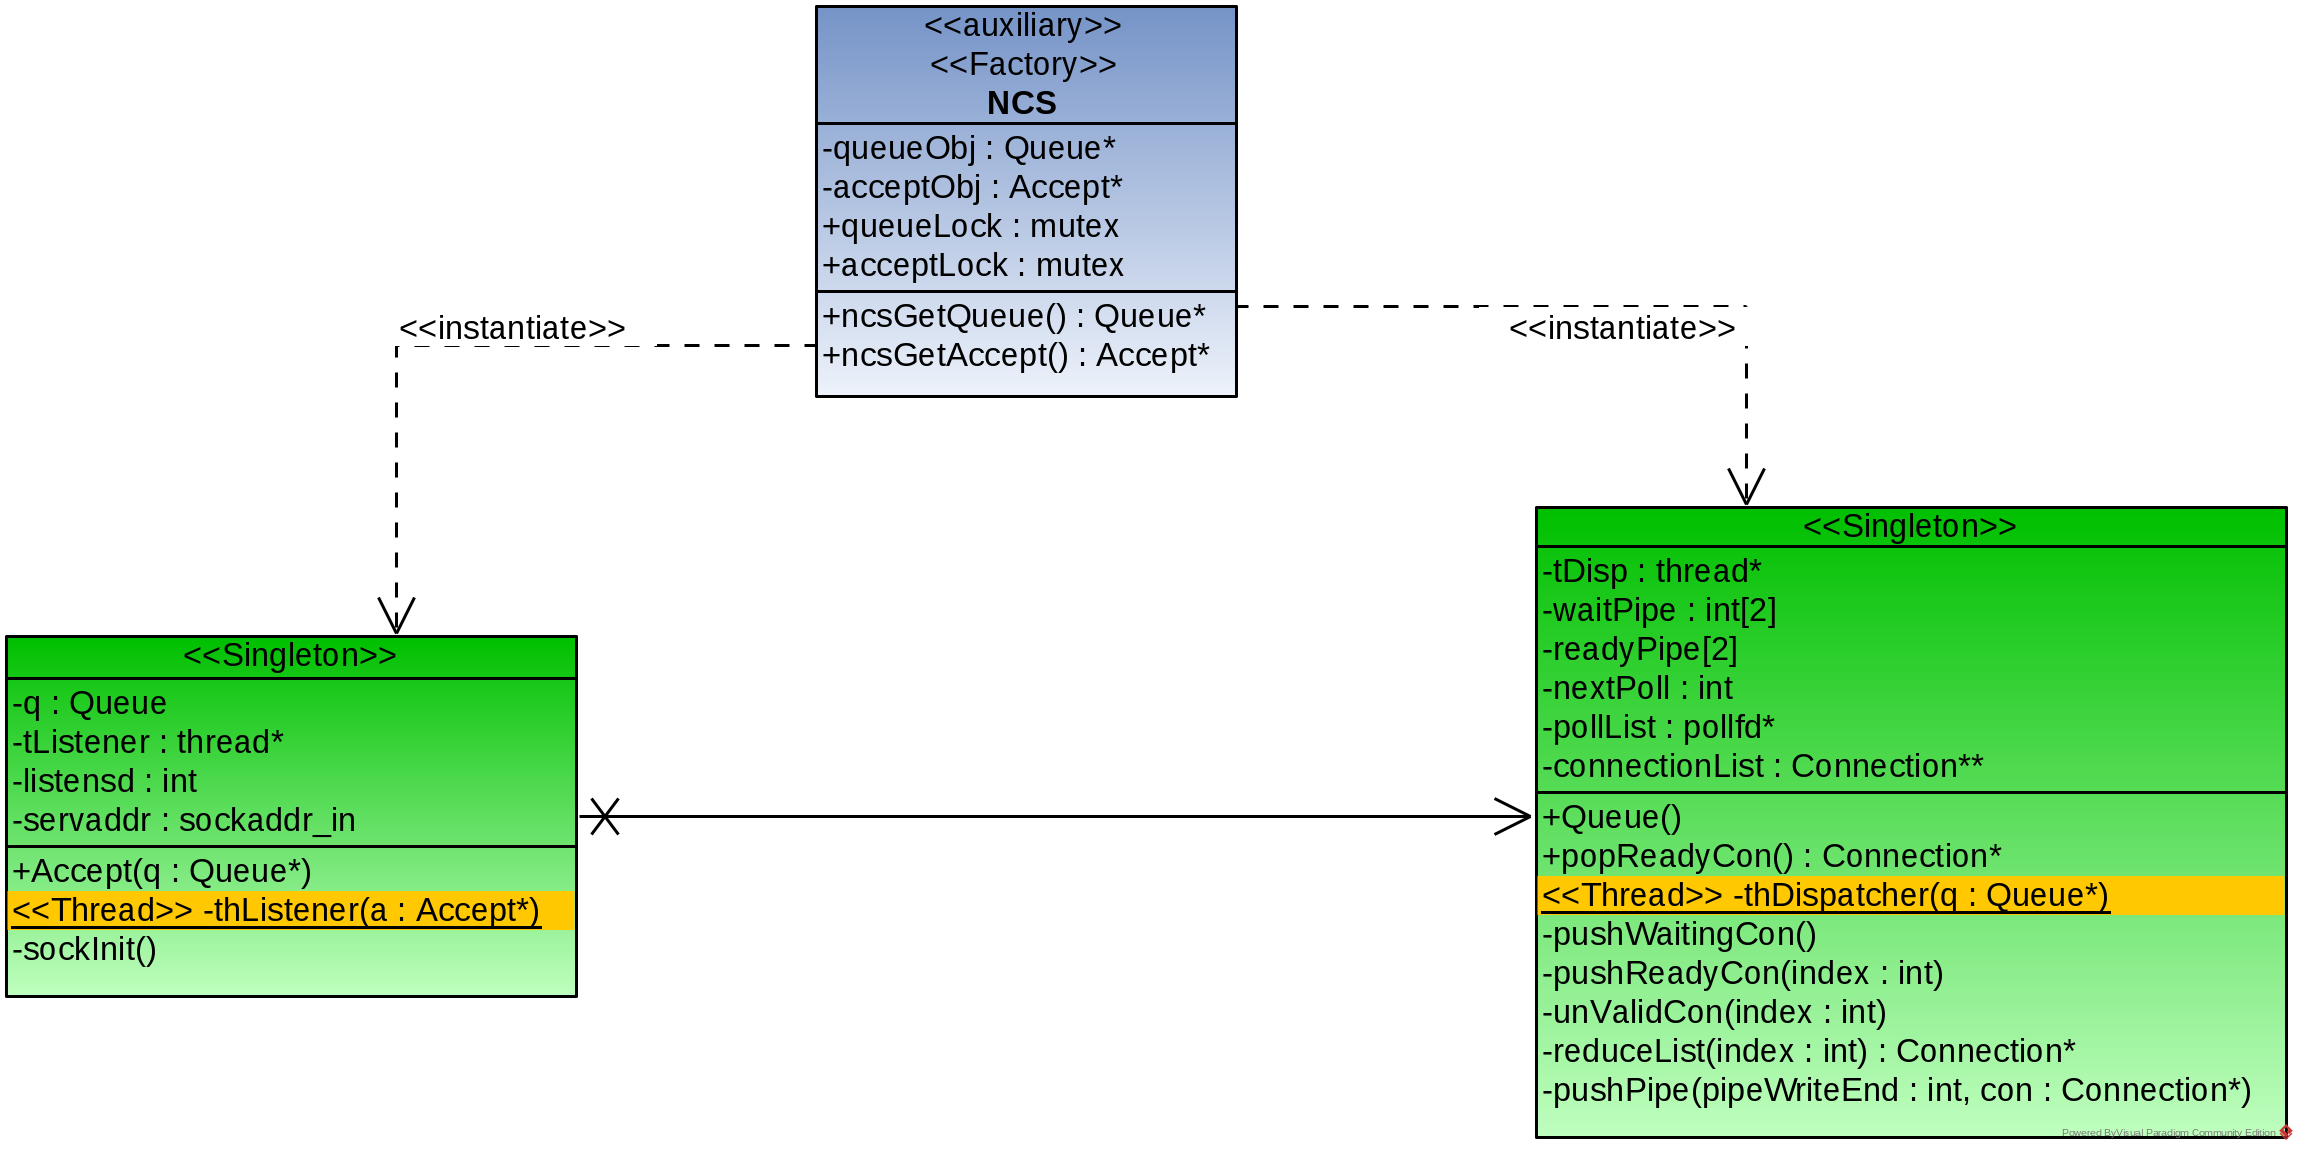 <<auxiliary>>
<<Factory>>
NCS
-queueObj : Queue*
-acceptObj : Accept*
+queueLock : mutex
+acceptLock : mutex
+ncsGetQueue() : Queue*
+ncsGetAccept() : Accept*
<<instantiate>>
<<instantiate>>
<<Singleton>>
-q : Queue
-tListener : thread*
-listensd : int
-servaddr : sockaddr_in
+Accept(q : Queue*)
<<Thread>> -thListener(a : Accept*)
-sockInit()
<<Singleton>>
-tDisp : thread*
-waitPipe : int[2]
-readyPipe[2]
-nextPoll : int
-pollList : pollfd*
-connectionList : Connection**
+Queue()
+popReadyCon() : Connection*
<<Thread>> -thDispatcher(q : Queue*)
-pushWaitingCon()
-pushReadyCon(index : int)
-unValidCon(index : int)
-reduceList(index : int) : Connection*
-pushPipe(pipeWriteEnd : int, con : Connection*)
Powered ByVisual Paradigm Community Edition